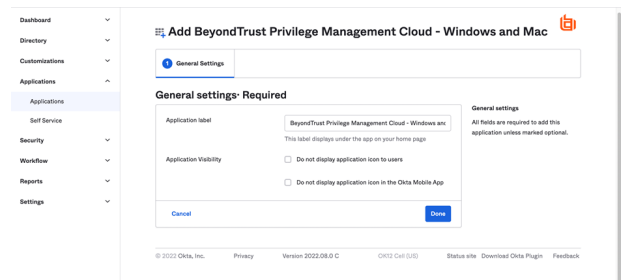 Dashboard
Directory
Customizations
Applications
Applications
Self Service
Security
Workflow
Reports
Settings
Add BeyondTrust Privilege Management Cloud - Windows and Mac
1 General Settings
General settings· Required
Application label
BeyondTrust Privilege Management Cloud - Windows and
This label displays under the app on your home page
Application Visibility
Do not display application icon to users
Do not display application icon in the Okta Mobile App
Cancel
Done
General settings
All fields are required to add this
application unless marked optional.
© 2022 Okta, Inc. Privacy Version 2022.08.0 C OK12 Cell (US) Status site Download Okta Plugin Feedback